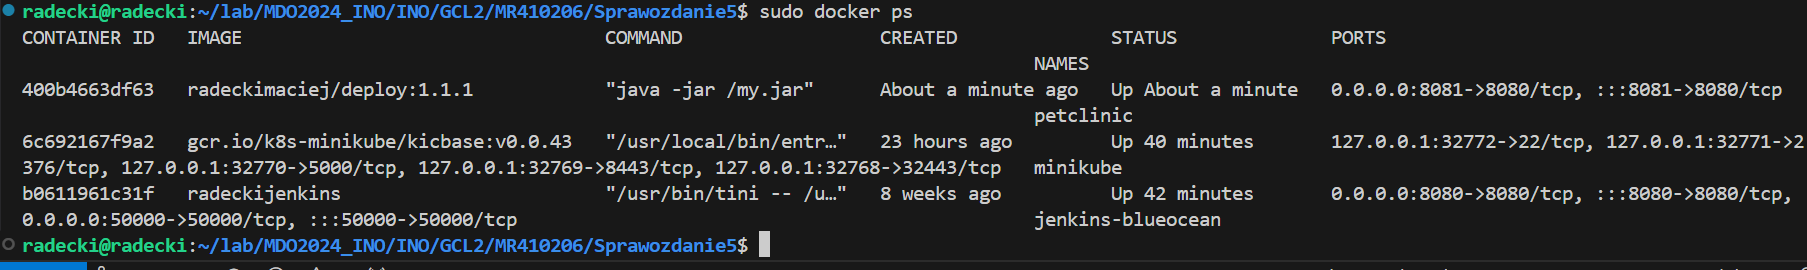 radecki@radecki:~/lab/MDO2024_INO/INO/GCL2/MR410206/Sprawozdanie5$ sudo docker ps
CONTAINER ID   IMAGE   COMMAND   CREATED   STATUS   PORTS
NAMES
400b4663df63   radeckimaciej/deploy:1.1.1   "java -jar /my.jar"   About a minute ago   Up About a minute   0.0.0.0:8081->8080/tcp, :::8081->8080/tcp
petclinic
6c692167f9a2   gcr.io/k8s-minikube/kicbase:v0.0.43   "/usr/local/bin/entr…"   23 hours ago   Up 40 minutes   127.0.0.1:32772->22/tcp, 127.0.0.1:32771->2
376/tcp, 127.0.0.1:32770->5000/tcp, 127.0.0.1:32769->8443/tcp, 127.0.0.1:32768->32443/tcp   minikube
b0611961c31f   radeckijenkins   "/usr/bin/tini -- /u…"   8 weeks ago   Up 42 minutes   0.0.0.0:8080->8080/tcp, :::8080->8080/tcp,
0.0.0.0:50000->50000/tcp, :::50000->50000/tcp   jenkins-blueocean
radecki@radecki:~/lab/MDO2024_INO/INO/GCL2/MR410206/Sprawozdanie5$